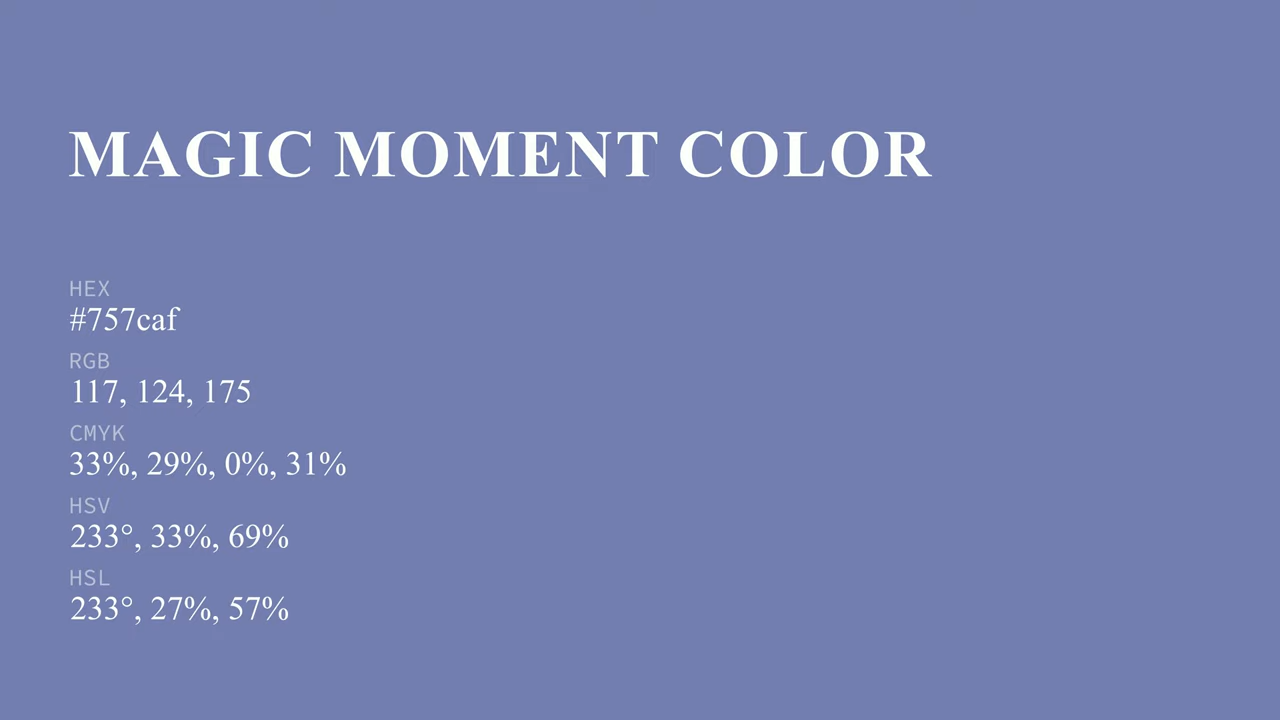 MAGIC MOMENT COLOR
HEX
#757caf
RGB
117, 124, 175
CMYK
33%, 29%, 0%, 31%
HSV
233°, 33%, 69%
HSL
233°, 27%, 57%